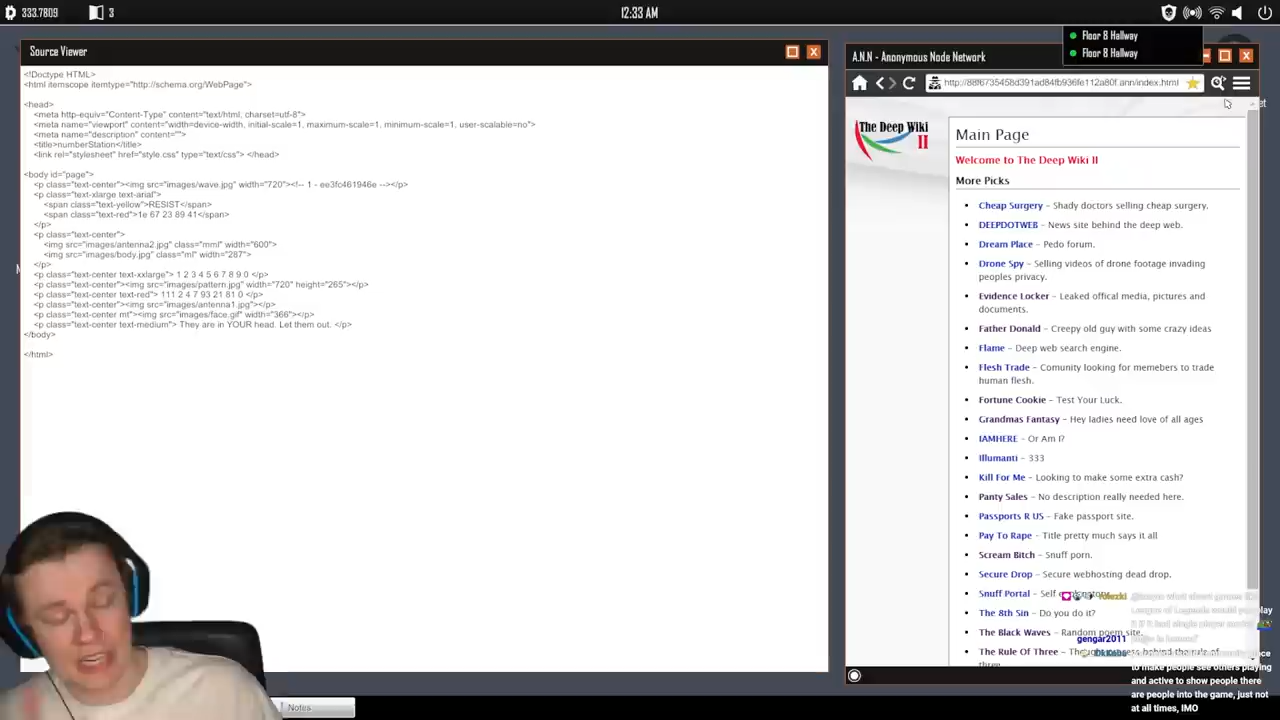 333.7809
3
12:33 AM
Floor 8 Hallway
Floor 8 Hallway
Source Viewer
<!Doctype HTML>
<html itemscope itemtype="http://schema.org/WebPage">
<head>
<meta http-equiv="Content-Type" content="text/html, charset=utf-8">
<meta name="viewport" content="width=device-width, initial-scale=1, maximum-scale=1, minimum-scale=1, user-scalable=no">
<meta name="description" content="">
<title>numberStation</title>
<link rel="stylesheet" href="style.css" type="text/css"> </head>
<body id="page">
<p class="text-center"><img src="images/wave.jpg" width="720"><!-- 1 - ee3fc461946e --></p>
<p class="text-xlarge text-arial">
<span class="text-yellow">RESIST</span>
<span class="text-red">1e 67 23 89 41</span>
</p>
<p class="text-center">
<img src="images/antenna2.jpg" class="mml" width="600">
<img src="images/body.jpg" class="ml" width="287">
</p>
<p class="text-center text-xxlarge"> 1 2 3 4 5 6 7 8 9 0 </p>
<p class="text-center"><img src="images/pattern.jpg" width="720" height="265"></p>
<p class="text-center text-red"> 111 2 4 7 93 21 81 0 </p>
<p class="text-center"><img src="images/antenna1.jpg"></p>
<p class="text-center mt"><img src="images/face.gif" width="366"></p>
<p class="text-center text-medium"> They are in YOUR head. Let them out. </p>
</body>
</html>
Notes
A.N.N - Anonymous Node Network
http://88f6735458d391ad84fb936fe112a80f.ann/index.html
The Deep Wiki
II
Main Page
Welcome to The Deep Wiki II
More Picks
Cheap Surgery - Shady doctors selling cheap surgery.
DEEPDOTWEB - News site behind the deep web.
Dream Place - Pedo forum.
Drone Spy - Selling videos of drone footage invading
peoples privacy.
Evidence Locker - Leaked offical media, pictures and
documents.
Father Donald - Creepy old guy with some crazy ideas
Flame - Deep web search engine.
Flesh Trade - Comunity looking for memebers to trade
human flesh.
Fortune Cookie - Test Your Luck.
Grandmas Fantasy - Hey ladies need love of all ages
IAMHERE - Or Am I?
Illumanti - 333
Kill For Me - Looking to make some extra cash?
Panty Sales - No description really needed here.
Passports R US - Fake passport site.
Pay To Rape - Title pretty much says it all
Scream Bitch - Snuff porn.
Secure Drop - Secure webhosting dead drop.
Snuff Portal - Self
The 8th Sin - Do you do it?
The Black Waves - Random poem site.
The Rule Of Three - behind the rule of
three.
gengar2011
to make people see others playing
and active to show people there
are people into the game, just not
at all times, IMO